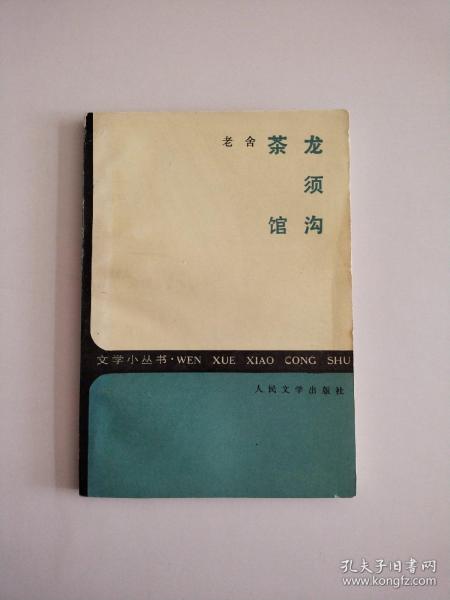 龙须沟
茶馆
老舍
文学小丛书·WEN XUE XIAO CONG SHU
人民文学出版社
孔夫子旧书网
www.kongfz.com